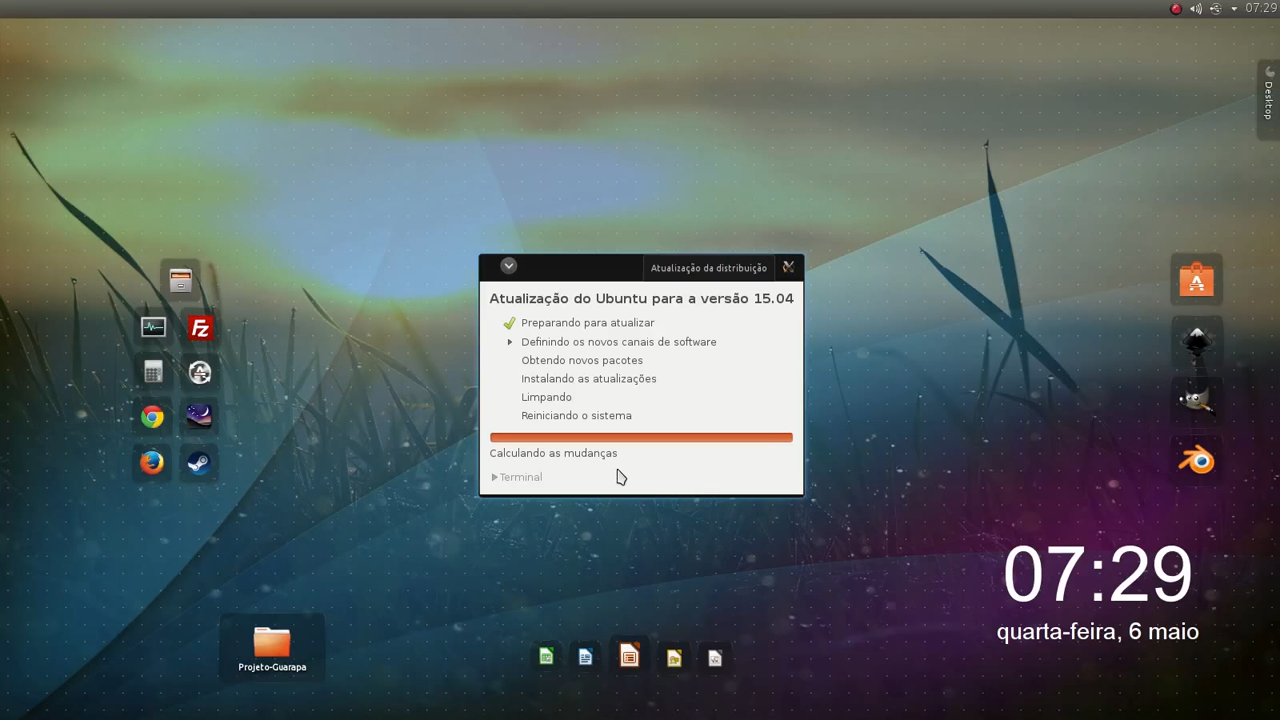 07:29
Desktop
Atualização da distribuição
Atualização do Ubuntu para a versão 15.04
Preparando para atualizar
Definindo os novos canais de software
Obtendo novos pacotes
Instalando as atualizações
Limpando
Reiniciando o sistema
Calculando as mudanças
Terminal
Fz
07:29
quarta-feira, 6 maio
Projeto-Guarapa